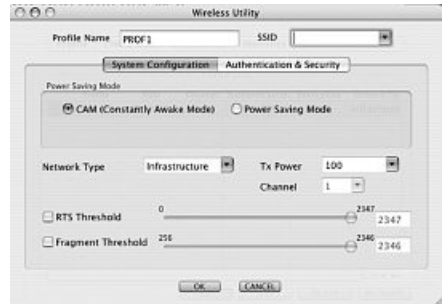 Wireless Utility
Profile Name PROF1 SSID
System Configuration Authentication & Security
Power Saving Mode
CAM (Constantly Awake Mode) Power Saving Mode
Network Type Infrastructure Tx Power 100
Channel 1
RTS Threshold 0 2347 2347
Fragment Threshold 256 2346 2346
OK CANCEL